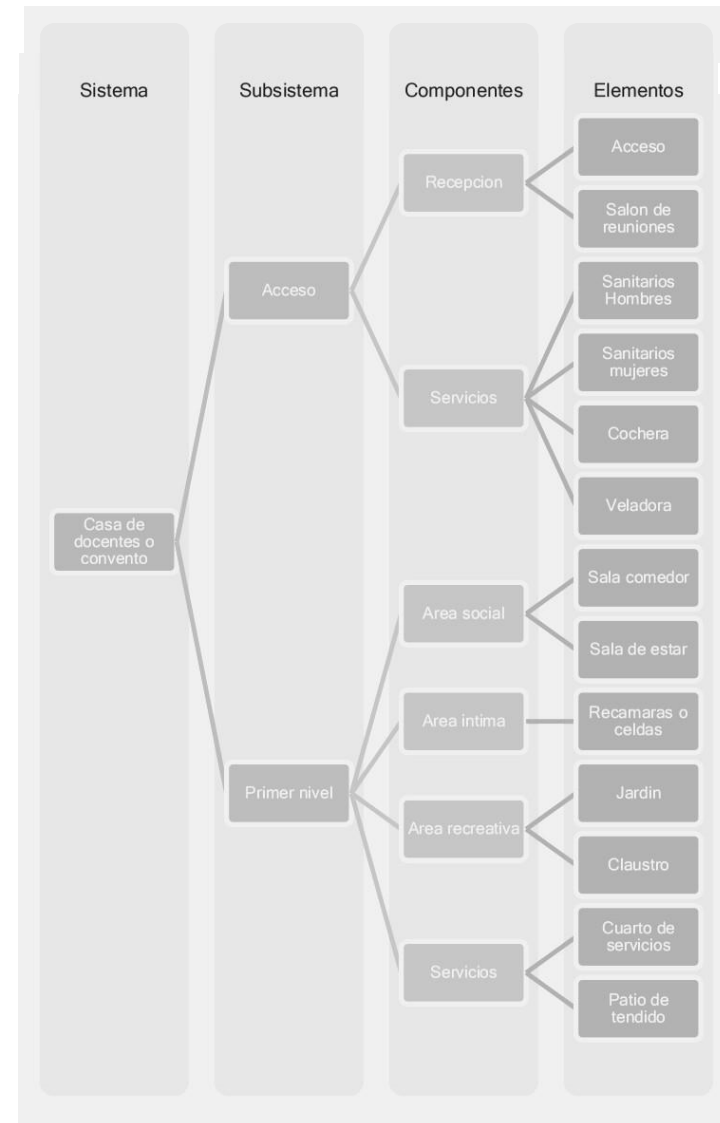 Sistema
Subsistema
Componentes
Elementos
Casa de
docentes o
convento
Acceso
Primer nivel
Recepcion
Servicios
Area social
Area intima
Area recreativa
Servicios
Acceso
Salon de
reuniones
Sanitarios
Hombres
Sanitarios
mujeres
Cochera
Veladora
Sala comedor
Sala de estar
Recamaras o
celdas
Jardin
Claustro
Cuarto de
servicios
Patio de
tendido